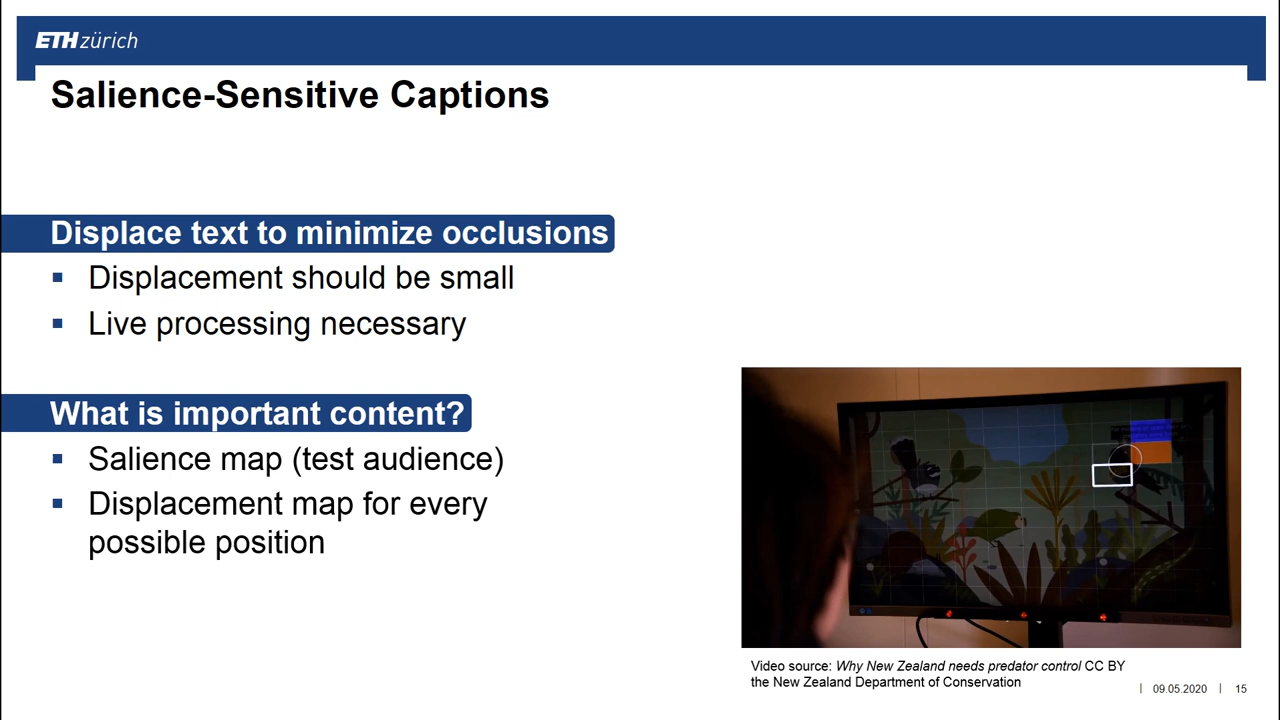 ETH zürich
Salience-Sensitive Captions
Displace text to minimize occlusions
▪ Displacement should be small
▪ Live processing necessary
What is important content?
▪ Salience map (test audience)
▪ Displacement map for every
possible position
Video source: Why New Zealand needs predator control CC BY
the New Zealand Department of Conservation
| 09.05.2020 | 15